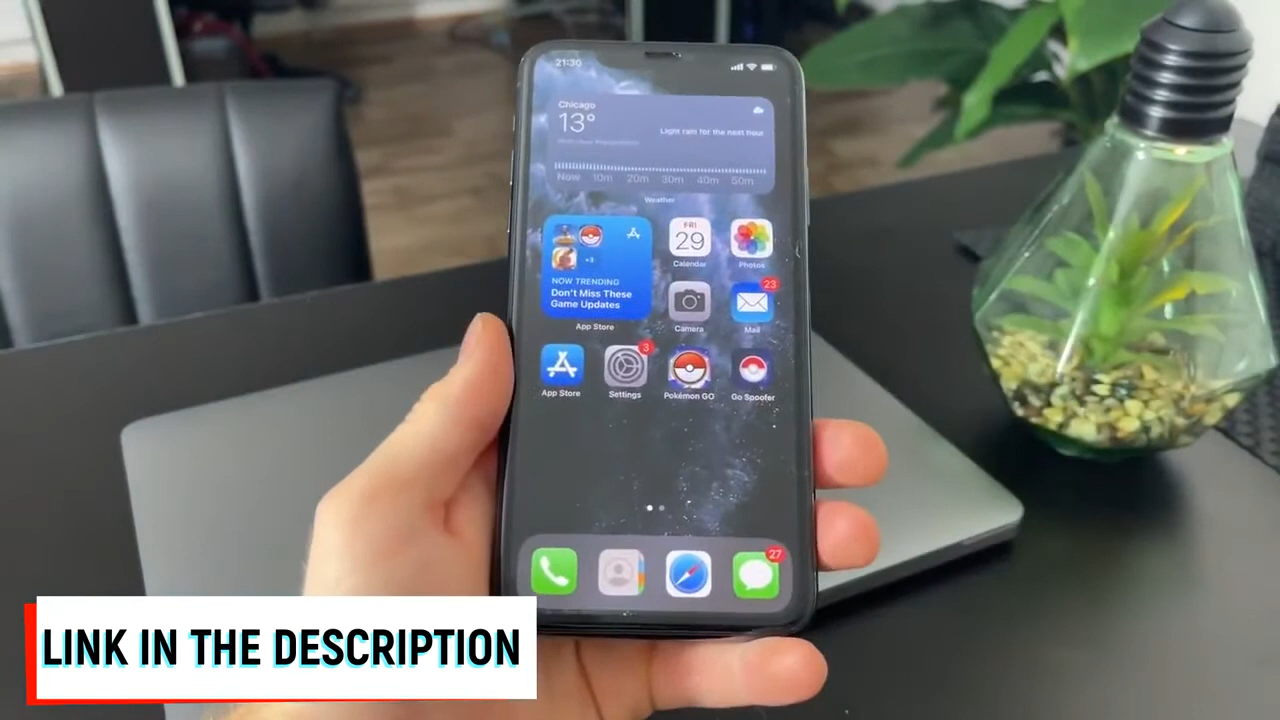 21:30
Chicago
13°
Light rain for the next hour
Now 10m 20m 30m 40m 50m
Weather
+3
NOW TRENDING
Don't Miss These
Game Updates
App Store
FRI
29
Calendar
Photos
Camera
23
Mail
App Store
3
Settings
Pokémon GO
Go Spoofer
27
LINK IN THE DESCRIPTION